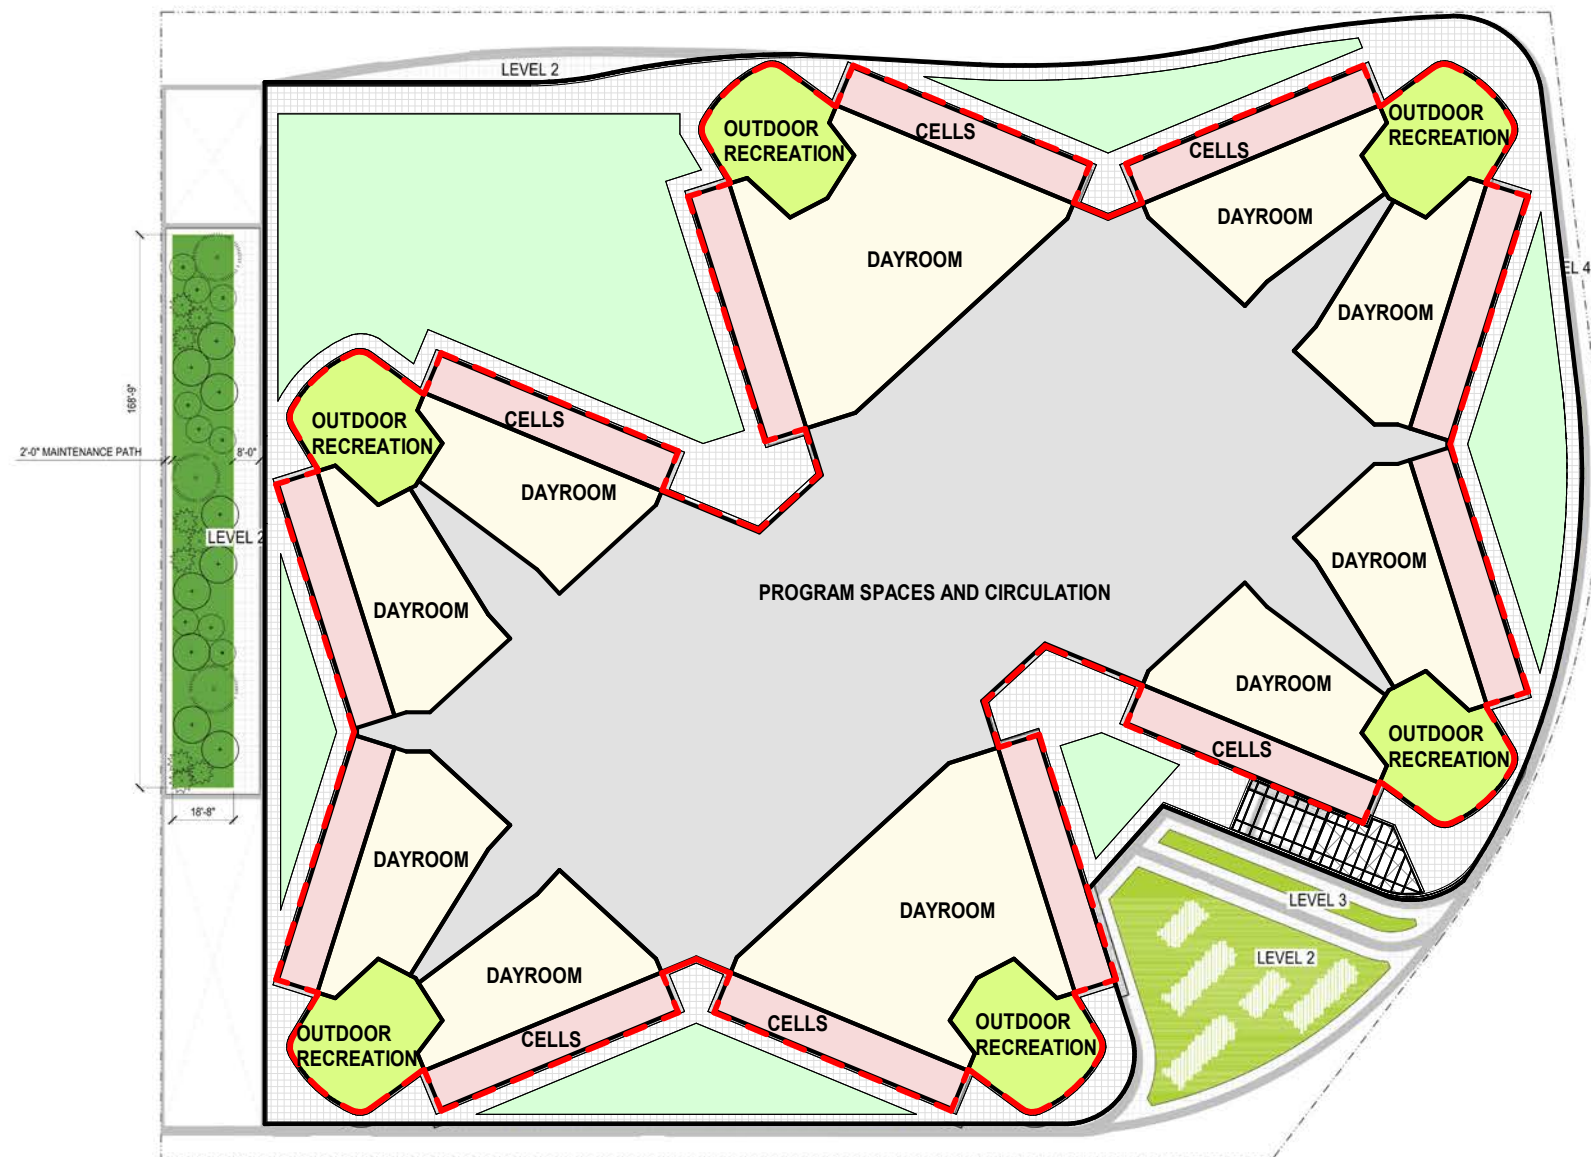 LEVEL 2
OUTDOOR
RECREATION
CELLS
CELLS
OUTDOOR
RECREATION
DAYROOM
DAYROOM
EL 4
DAYROOM
168'-9"
OUTDOOR
RECREATION
CELLS
2'-0" MAINTENANCE PATH
8'-0"
DAYROOM
LEVEL 2
DAYROOM
PROGRAM SPACES AND CIRCULATION
DAYROOM
DAYROOM
OUTDOOR
RECREATION
CELLS
18'-8"
DAYROOM
DAYROOM
LEVEL 3
LEVEL 2
DAYROOM
OUTDOOR
RECREATION
CELLS
CELLS
OUTDOOR
RECREATION